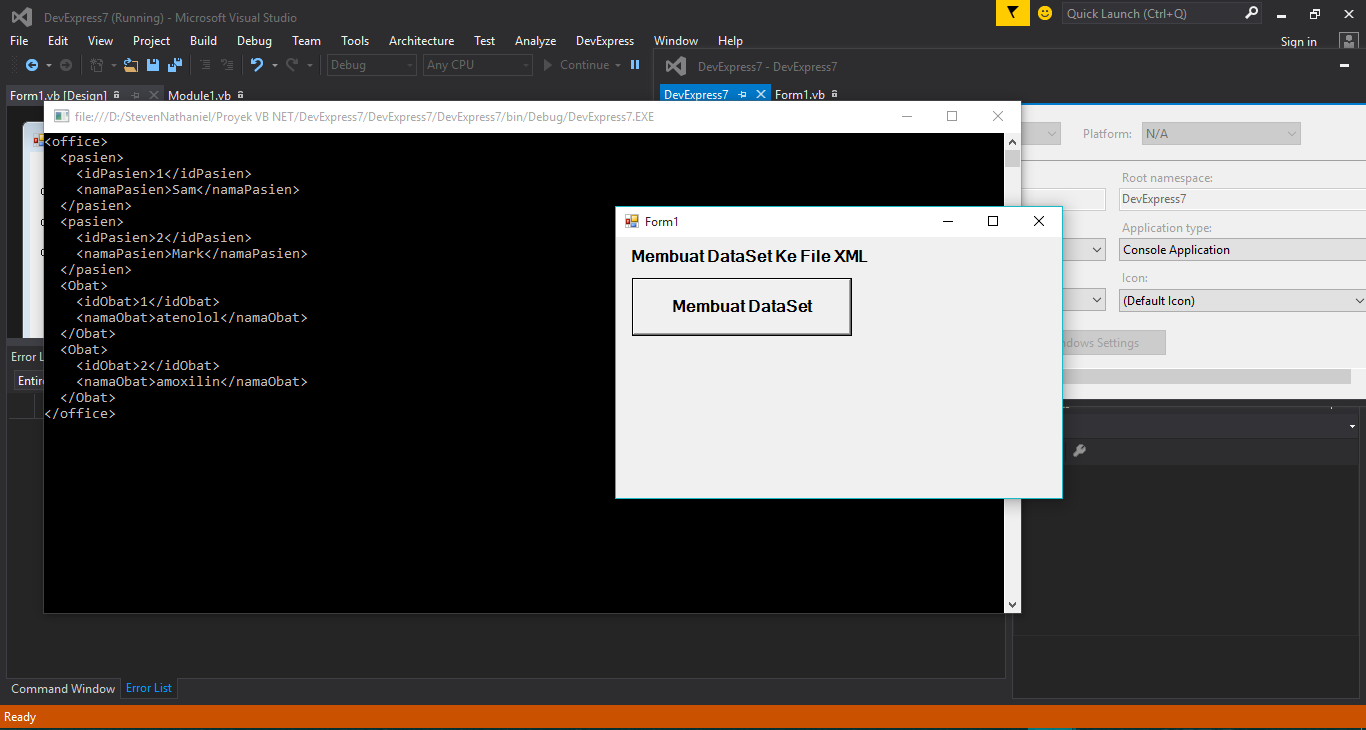 DevExpress7 (Running) - Microsoft Visual Studio
Quick Launch (Ctrl+Q)
File Edit View Project Build Debug Team Tools Architecture Test Analyze DevExpress Window Help
Sign in
Debug Any CPU Continue
DevExpress7 - DevExpress7
Form1.vb [Design] Module1.vb
DevExpress7 Form1.vb
file:///D:/StevenNathaniel/Proyek VB NET/DevExpress7/DevExpress7/DevExpress7/bin/Debug/DevExpress7.EXE
<office>
  <pasien>
    <idPasien>1</idPasien>
    <namaPasien>Sam</namaPasien>
  </pasien>
  <pasien>
    <idPasien>2</idPasien>
    <namaPasien>Mark</namaPasien>
  </pasien>
  <Obat>
    <idObat>1</idObat>
    <namaObat>atenolol</namaObat>
  </Obat>
  <Obat>
    <idObat>2</idObat>
    <namaObat>amoxilin</namaObat>
  </Obat>
</office>
Form1
Membuat DataSet Ke File XML
Membuat DataSet
Platform: N/A
Root namespace:
DevExpress7
Application type:
Console Application
Icon:
(Default Icon)
Settings
Error
Command Window Error List
Ready